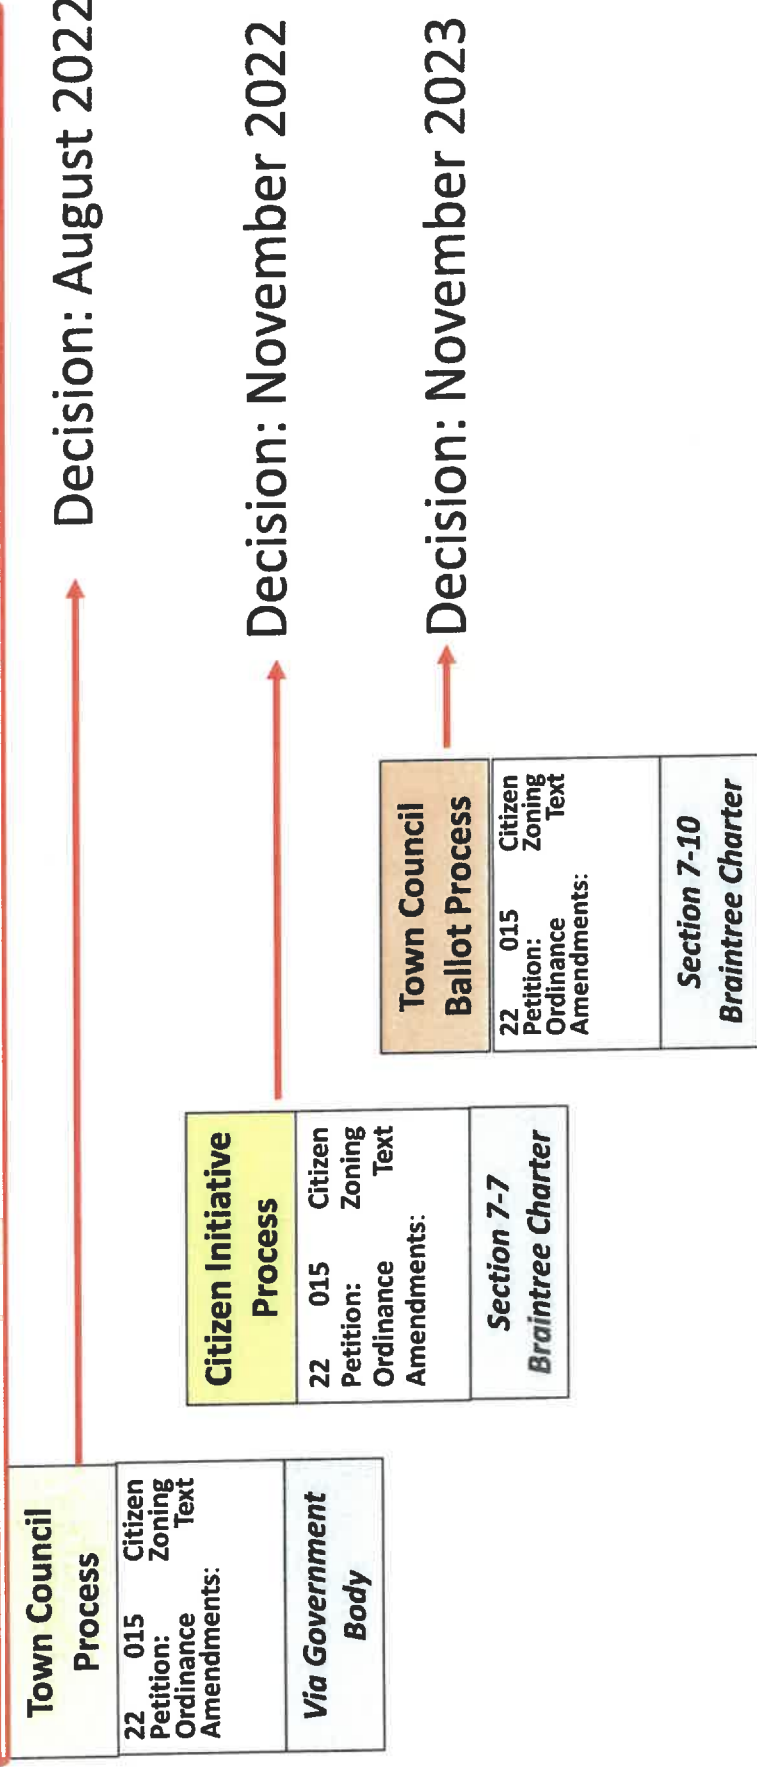 Town Council
Process
22 015 Citizen
Petition: Zoning
Ordinance Text
Amendments:
Via Government
Body
Decision: August 2022
Citizen Initiative
Process
22 015 Citizen
Petition: Zoning
Ordinance Text
Amendments:
Section 7-7
Braintree Charter
Decision: November 2022
Town Council
Ballot Process
22 015 Citizen
Petition: Zoning
Ordinance Text
Amendments:
Section 7-10
Braintree Charter
Decision: November 2023